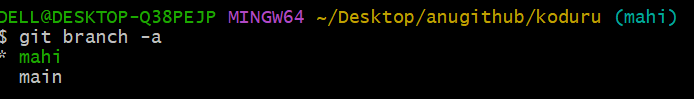 DELL@DESKTOP-Q38PEJP MINGW64 ~/Desktop/anugithub/koduru (mahi)
$ git branch -a
* mahi
  main